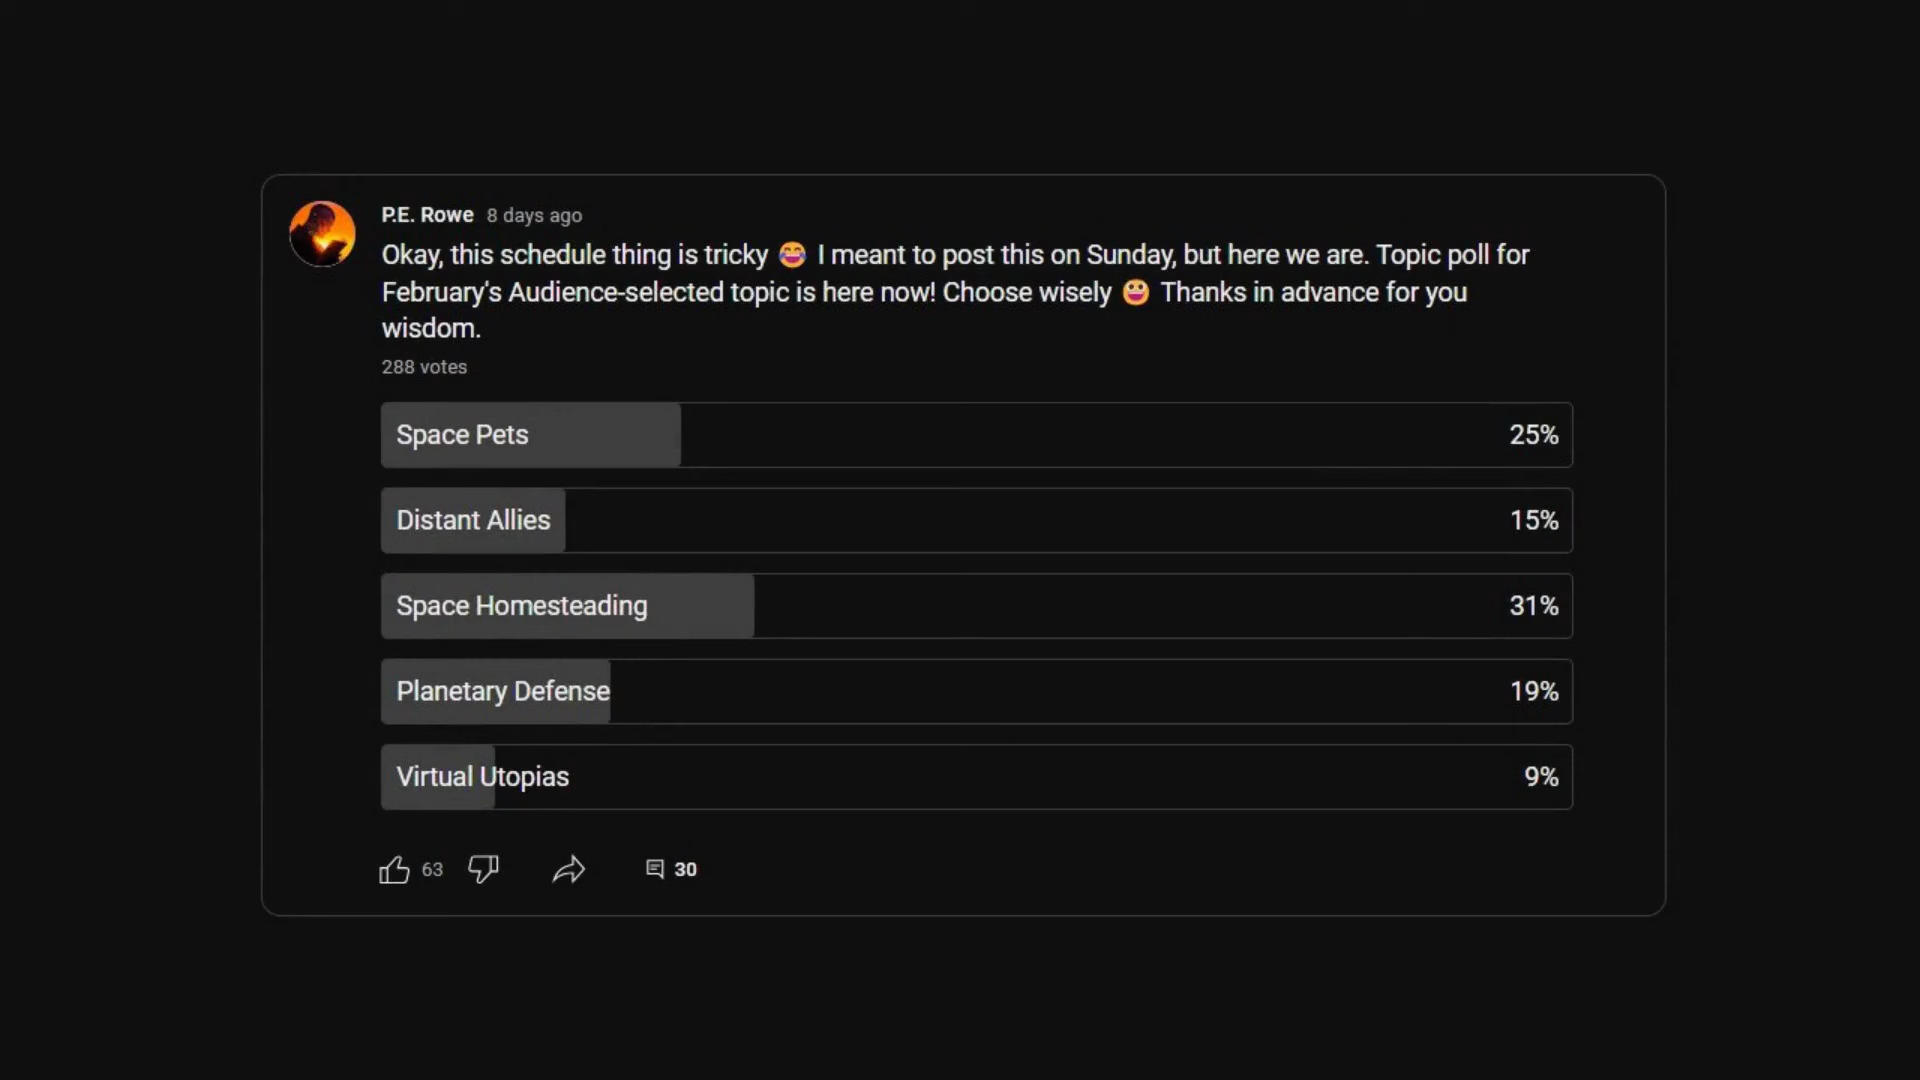 P.E. Rowe 8 days ago
Okay, this schedule thing is tricky 😂 I meant to post this on Sunday, but here we are. Topic poll for
February's Audience-selected topic is here now! Choose wisely 😀 Thanks in advance for you
wisdom.
288 votes
Space Pets 25%
Distant Allies 15%
Space Homesteading 31%
Planetary Defense 19%
Virtual Utopias 9%
63 30